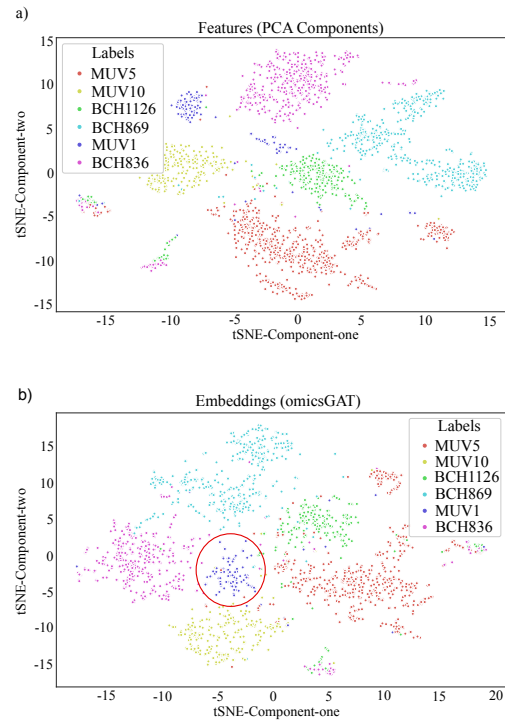 a)
Features (PCA Components)
Labels
MUV5
MUV10
BCH1126
BCH869
MUV1
BCH836
15
10
5
0
-5
-10
-15
tSNE-Component-two
-15
-10
-5
0
5
10
15
tSNE-Component-one
b)
Embeddings (omicsGAT)
Labels
MUV5
MUV10
BCH1126
BCH869
MUV1
BCH836
15
10
5
0
-5
-10
-15
tSNE-Component-two
-15
-10
-5
0
5
10
15
20
tSNE-Component-one